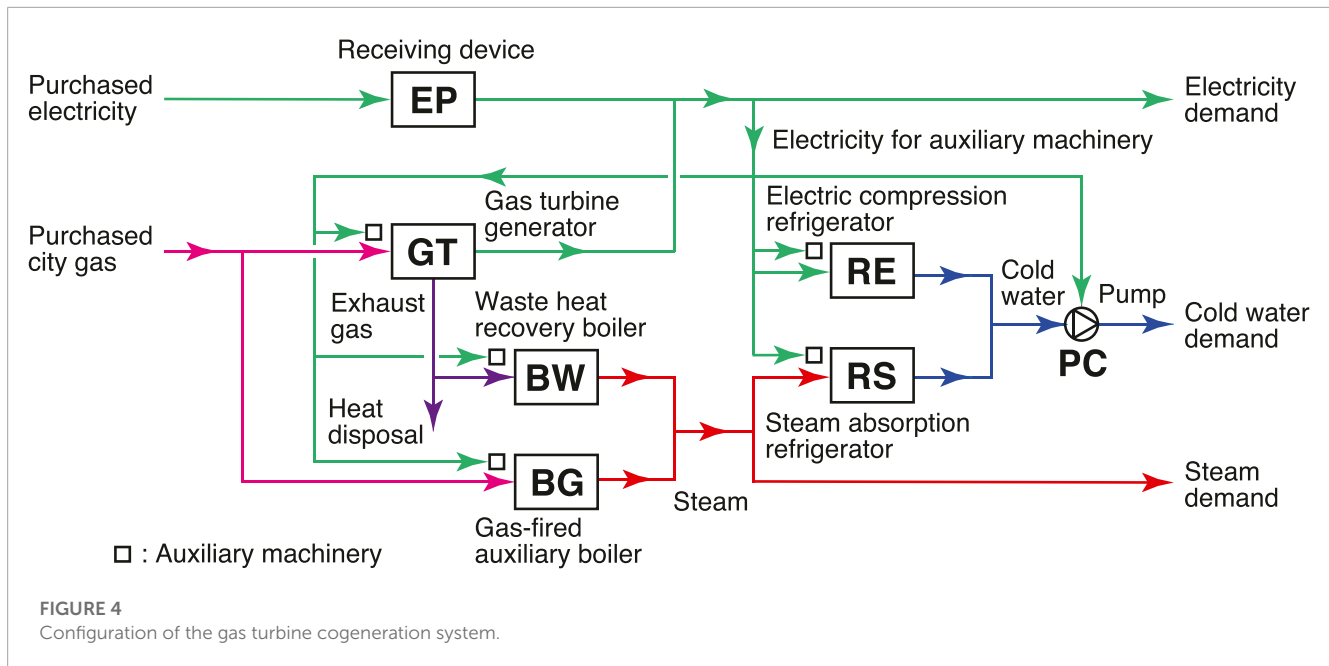 Receiving device
Purchased
electricity
EP
Electricity
demand
Electricity for auxiliary machinery
Purchased
city gas
Gas turbine
generator
GT
Electric compression
refrigerator
RE
Exhaust
gas
Waste heat
recovery boiler
BW
Cold
water
Pump
PC
Cold water
demand
RS
Steam absorption
refrigerator
Heat
disposal
BG
Steam
Steam
demand
Gas-fired
auxiliary boiler
: Auxiliary machinery
FIGURE 4
Configuration of the gas turbine cogeneration system.